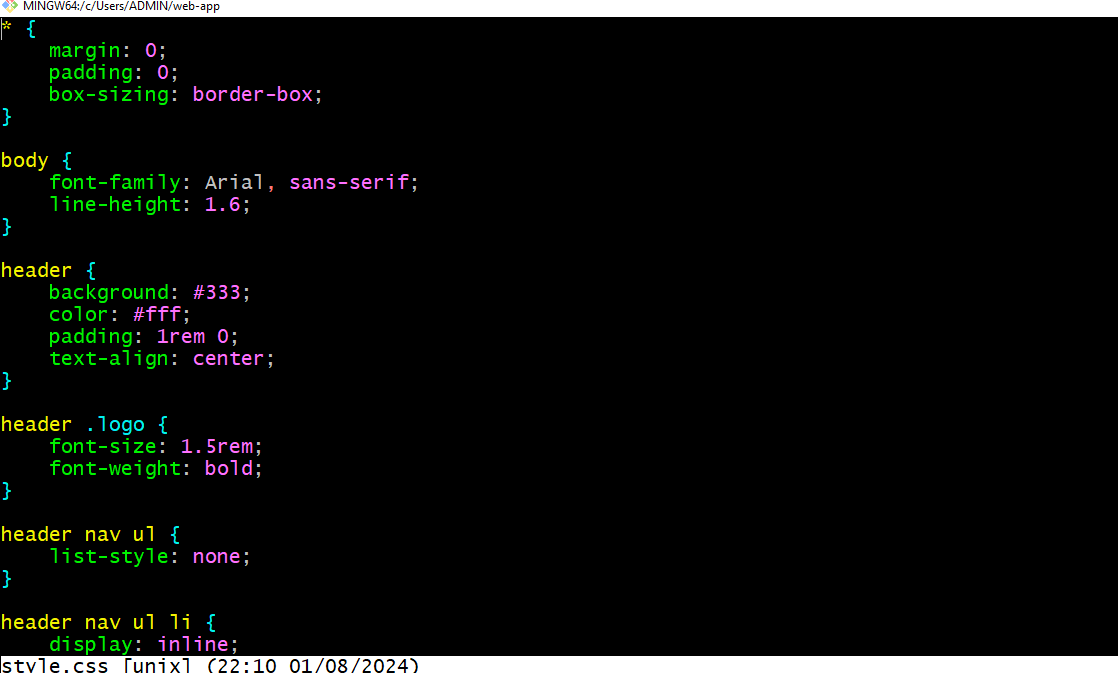 MINGW64:/c/Users/ADMIN/web-app
* {
    margin: 0;
    padding: 0;
    box-sizing: border-box;
}

body {
    font-family: Arial, sans-serif;
    line-height: 1.6;
}

header {
    background: #333;
    color: #fff;
    padding: 1rem 0;
    text-align: center;
}

header .logo {
    font-size: 1.5rem;
    font-weight: bold;
}

header nav ul {
    list-style: none;
}

header nav ul li {
    display: inline;
style.css [unix] (22:10 01/08/2024)